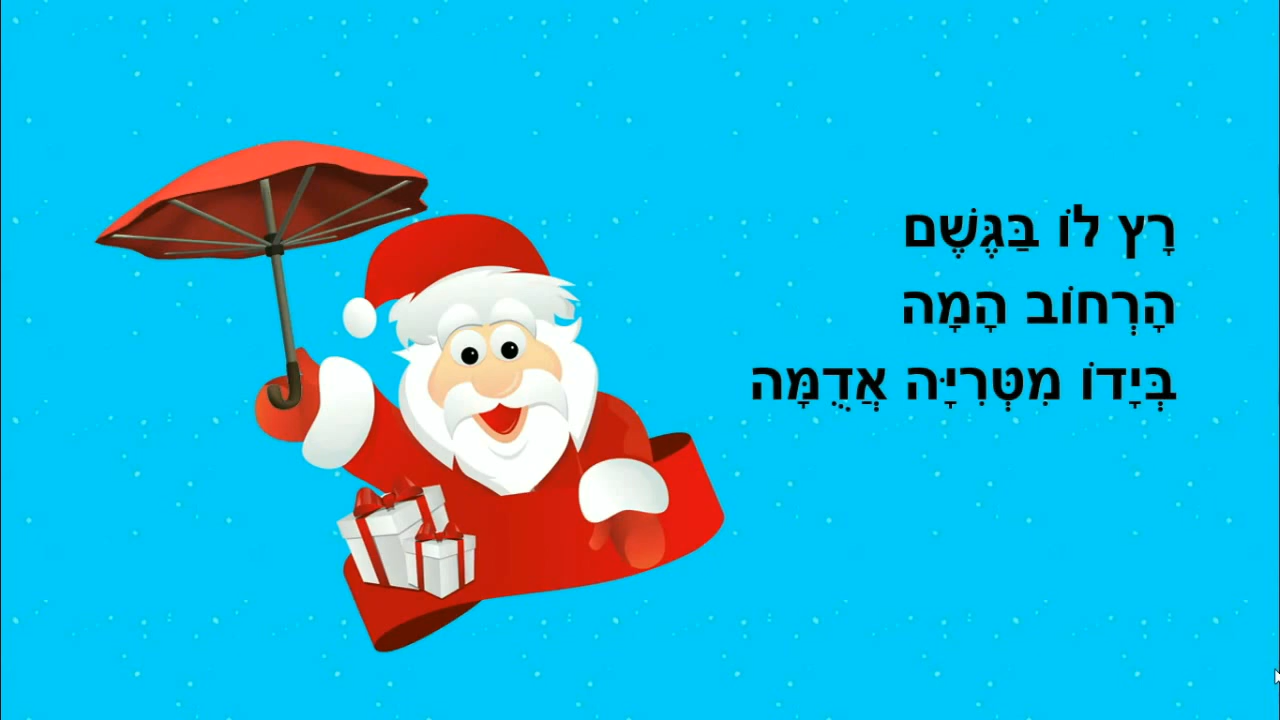 רָץ לוֹ בַּגֶּשֶׁם
הָרְחוֹב הָמָה
בְּיָדוֹ מִטְּרִיָּה אֲדֻמָּה